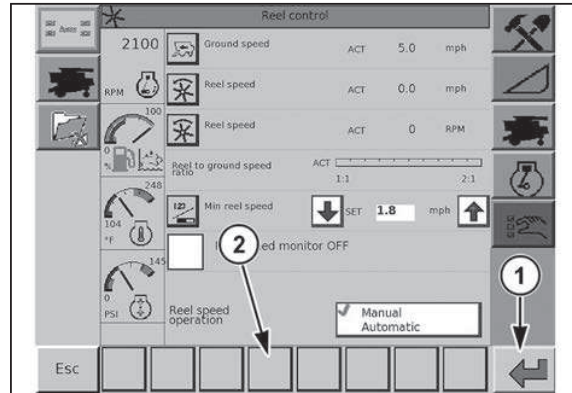 Reel control
2100
RPM
Ground speed
ACT 5.0 mph
Reel speed
ACT 0.0 mph
100
0
%
Reel speed
ACT 0 RPM
Reel to ground speed
ratio
ACT
1:1 2:1
248
104
°F
123
Min reel speed
SET 1.8 mph
2
ed monitor OFF
1
145
0
PSI
Reel speed
operation
Manual
Automatic
Esc